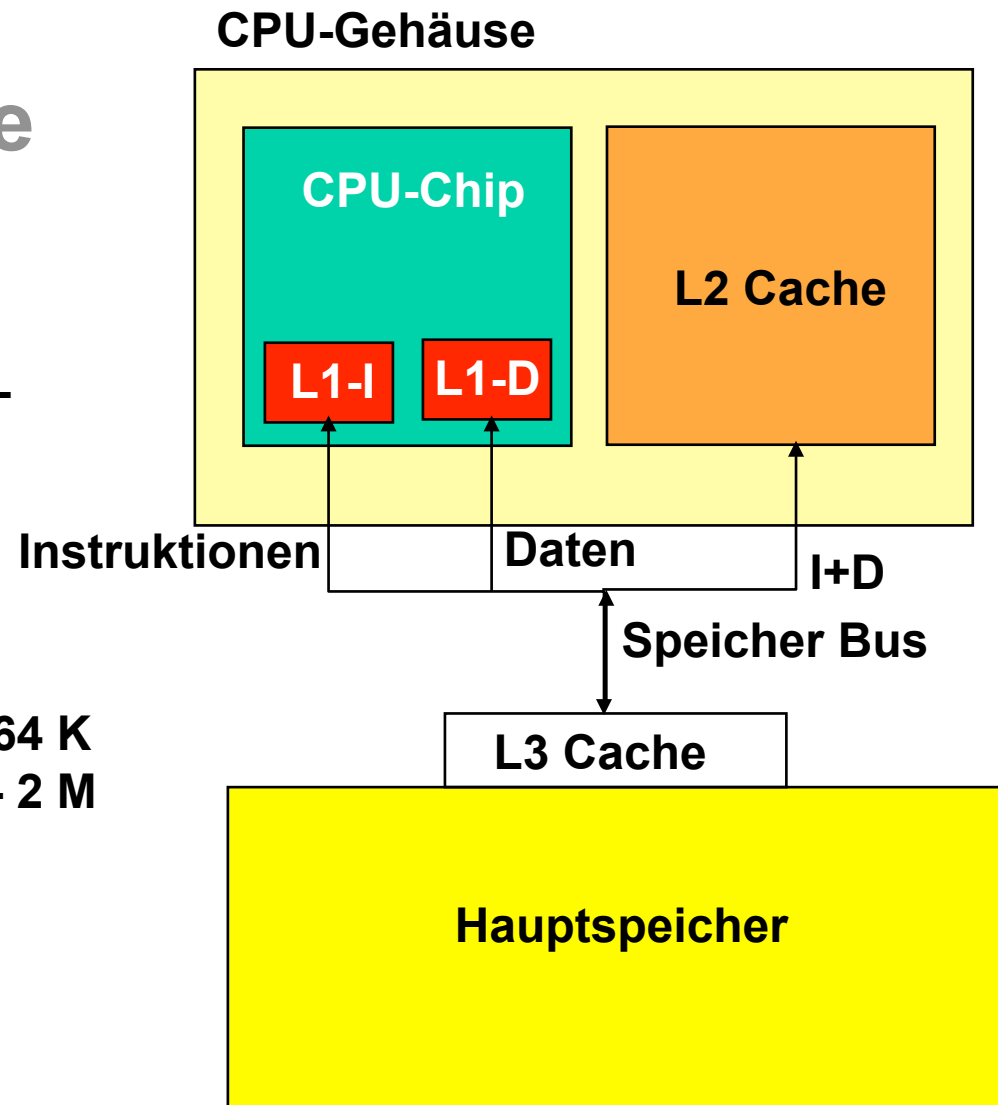 CPU-Gehäuse
e
CPU-Chip
L2 Cache
L1-I
L1-D
-
Instruktionen
Daten
I+D
Speicher Bus
64 K
- 2 M
L3 Cache
Hauptspeicher